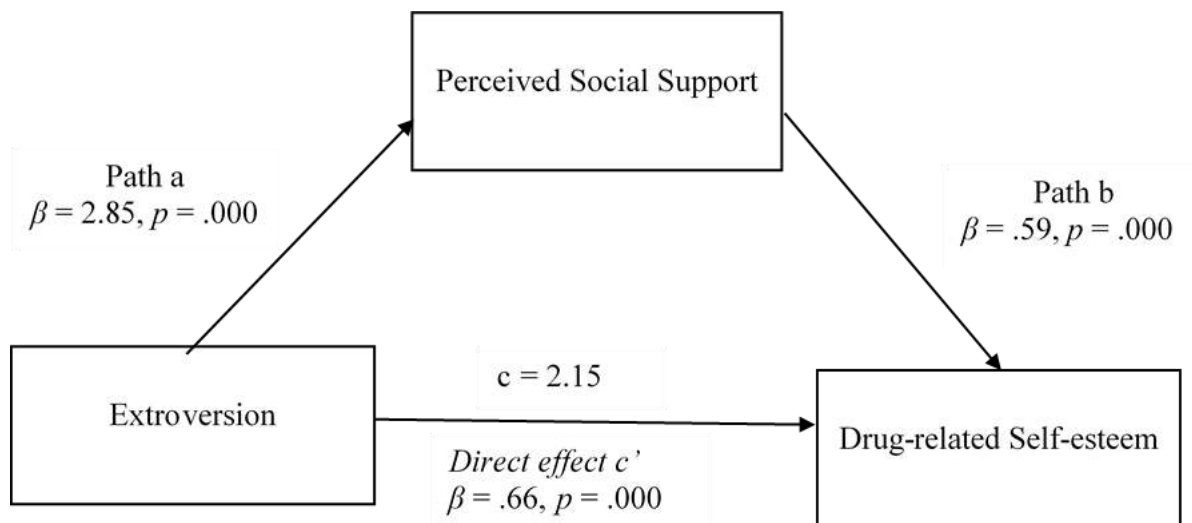 Perceived Social Support
Path a
β = 2.85, p = .000
Path b
β = .59, p = .000
Extroversion
c = 2.15
Direct effect c’
β = .66, p = .000
Drug-related Self-esteem